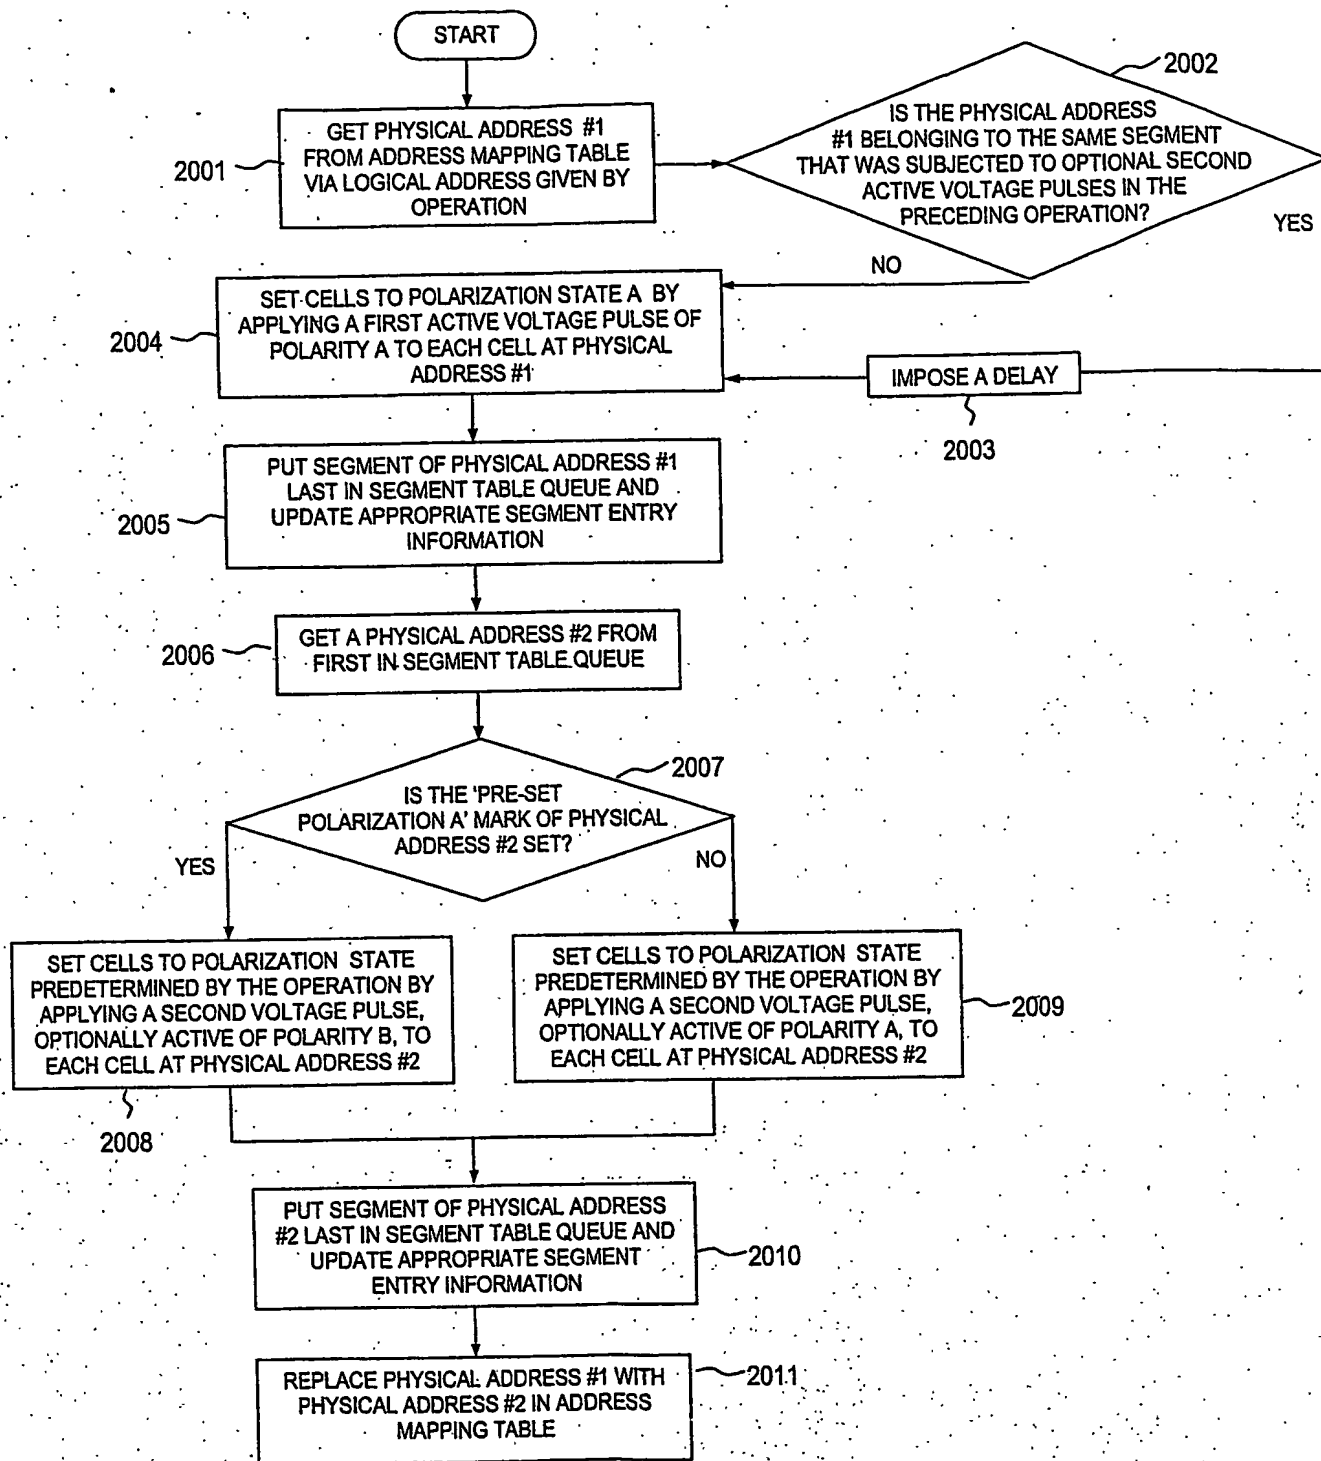 START
2002
IS THE PHYSICAL ADDRESS
#1 BELONGING TO THE SAME SEGMENT
THAT WAS SUBJECTED TO OPTIONAL SECOND
ACTIVE VOLTAGE PULSES IN THE
PRECEDING OPERATION?
YES
NO
2001
GET PHYSICAL ADDRESS #1
FROM ADDRESS MAPPING TABLE
VIA LOGICAL ADDRESS GIVEN BY
OPERATION
2004
SET CELLS TO POLARIZATION STATE A BY
APPLYING A FIRST ACTIVE VOLTAGE PULSE OF
POLARITY A TO EACH CELL AT PHYSICAL
ADDRESS #1
IMPOSE A DELAY
2003
2005
PUT SEGMENT OF PHYSICAL ADDRESS #1
LAST IN SEGMENT TABLE QUEUE AND
UPDATE APPROPRIATE SEGMENT ENTRY
INFORMATION
2006
GET A PHYSICAL ADDRESS #2 FROM
FIRST IN SEGMENT TABLE QUEUE
2007
IS THE 'PRE-SET
POLARIZATION A' MARK OF PHYSICAL
ADDRESS #2 SET?
YES
NO
SET CELLS TO POLARIZATION STATE
PREDETERMINED BY THE OPERATION BY
APPLYING A SECOND VOLTAGE PULSE,
OPTIONALLY ACTIVE OF POLARITY B, TO
EACH CELL AT PHYSICAL ADDRESS #2
2008
SET CELLS TO POLARIZATION STATE
PREDETERMINED BY THE OPERATION BY
APPLYING A SECOND VOLTAGE PULSE,
OPTIONALLY ACTIVE OF POLARITY A, TO
EACH CELL AT PHYSICAL ADDRESS #2
2009
PUT SEGMENT OF PHYSICAL ADDRESS
#2 LAST IN SEGMENT TABLE QUEUE AND
UPDATE APPROPRIATE SEGMENT
ENTRY INFORMATION
2010
REPLACE PHYSICAL ADDRESS #1 WITH
PHYSICAL ADDRESS #2 IN ADDRESS
MAPPING TABLE
2011